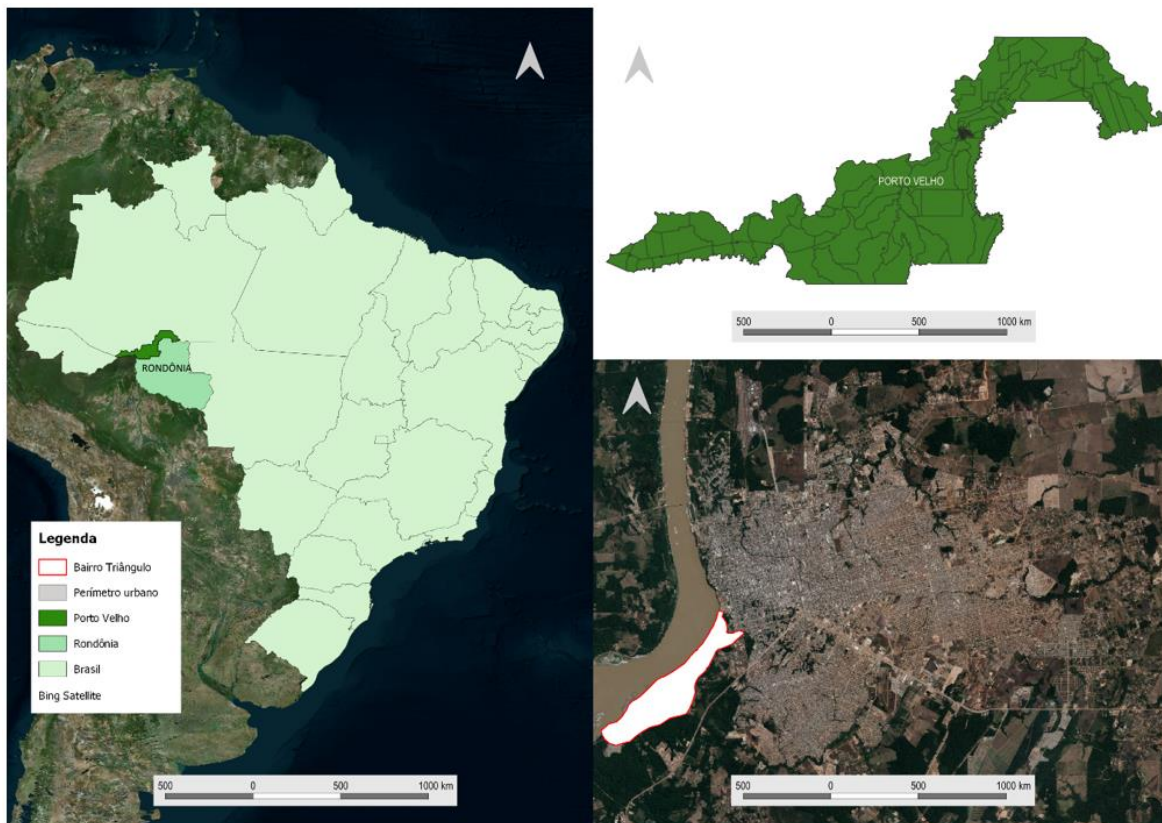 RONDÔNIA
Legenda
Bairro Triângulo
Perímetro urbano
Porto Velho
Rondônia
Brasil
Bing Satellite
500 0 500 1000 km
PORTO VELHO
500 0 500 1000 km
500 0 500 1000 km